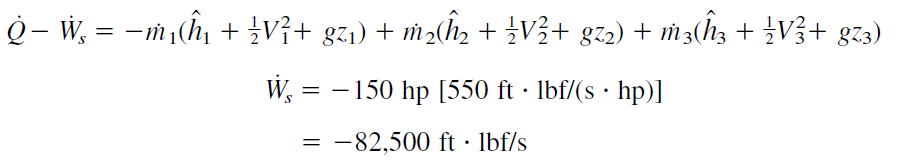 Q̇ − Ẇₛ = −ṁ₁(ĥ₁ + ½V₁² + gz₁) + ṁ₂(ĥ₂ + ½V₂² + gz₂) + ṁ₃(ĥ₃ + ½V₃² + gz₃)
Ẇₛ = −150 hp [550 ft · lbf/(s · hp)]
= −82,500 ft · lbf/s